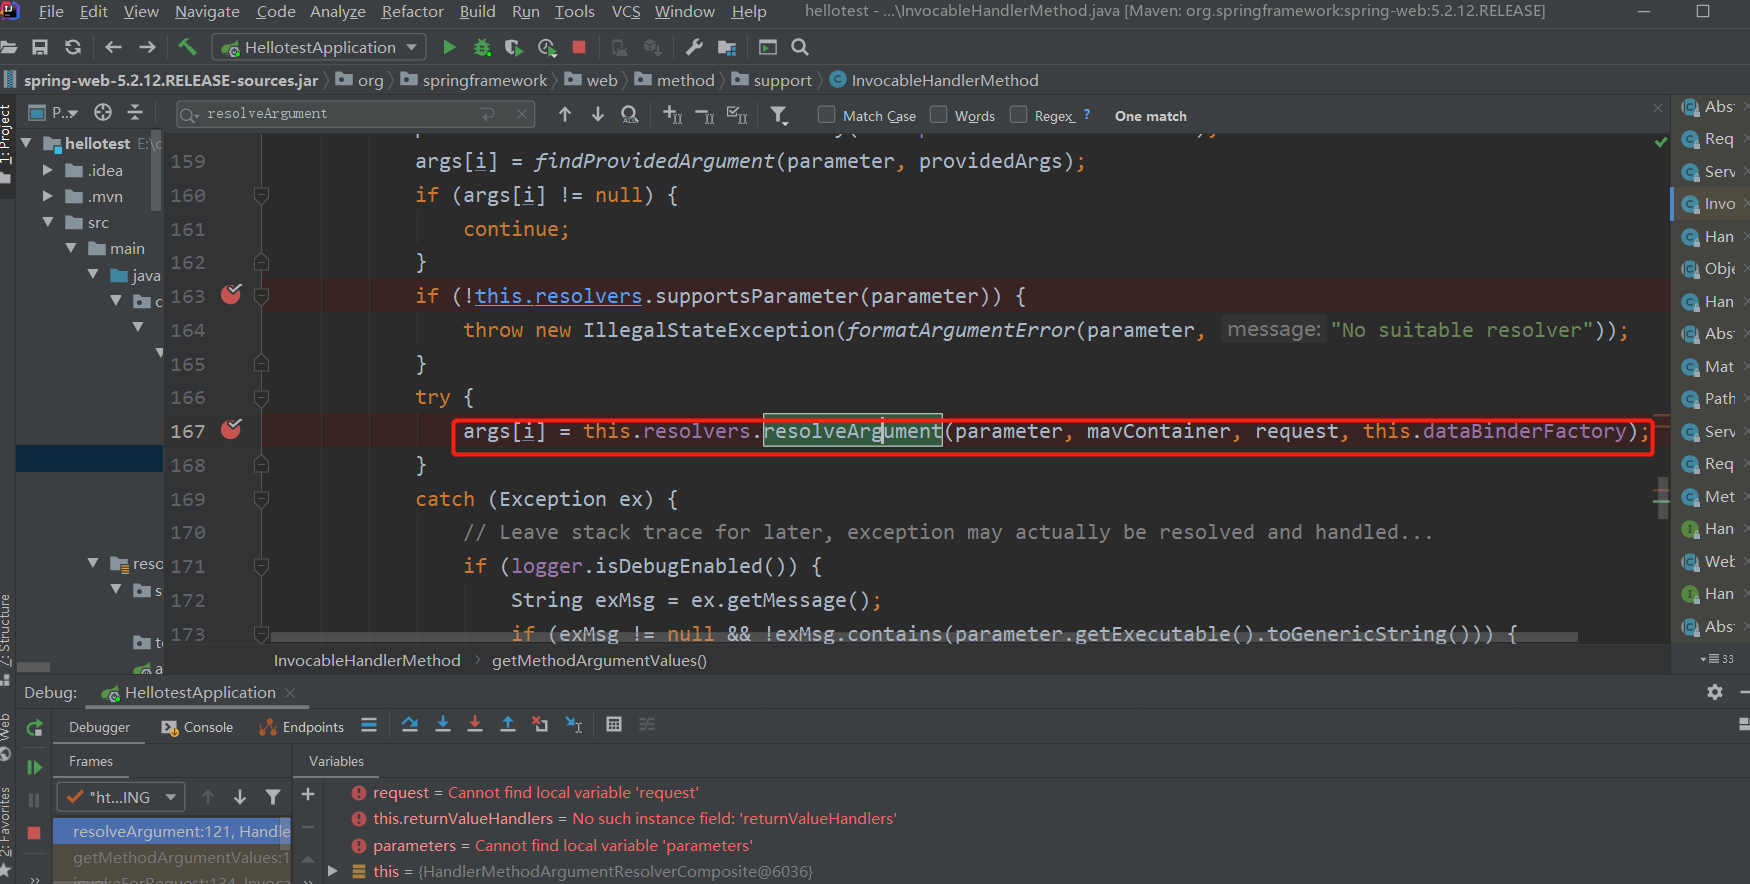 File Edit View Navigate Code Analyze Refactor Build Run Tools VCS Window Help hellotest - ...\InvocableHandlerMethod.java [Maven: org.springframework:spring-web:5.2.12.RELEASE]
HellotestApplication
spring-web-5.2.12.RELEASE-sources.jar org springframework web method support InvocableHandlerMethod
1: Project
P...
resolveArgument
Match Case Words Regex ? One match
hellotest E:\c
.idea
.mvn
src
main
java
c
reso
s
159 args[i] = findProvidedArgument(parameter, providedArgs);
160 if (args[i] != null) {
161 continue;
162 }
163 if (!this.resolvers.supportsParameter(parameter)) {
164 throw new IllegalStateException(formatArgumentError(parameter, message: "No suitable resolver"));
165 }
166 try {
167 args[i] = this.resolvers.resolveArgument(parameter, mavContainer, request, this.dataBinderFactory);
168 }
169 catch (Exception ex) {
170 // Leave stack trace for later, exception may actually be resolved and handled...
171 if (logger.isDebugEnabled()) {
172 String exMsg = ex.getMessage();
173 if (exMsg != null && !exMsg.contains(parameter.getExecutable().toGenericString())) {
InvocableHandlerMethod getMethodArgumentValues()
Abs
Req
Serv
Invo
Han
Obje
Han
Abs
Mat
Path
Serv
Req
Met
Han
Web
Han
Abs
33
7: Structure
Web
2: Favorites
Debug: HellotestApplication
Debugger Console Endpoints
Frames Variables
"ht...ING
resolveArgument:121, Handle
getMethodArgumentValues:1
invokeForRequest:134, Invoca
request = Cannot find local variable 'request'
this.returnValueHandlers = No such instance field: 'returnValueHandlers'
parameters = Cannot find local variable 'parameters'
this = {HandlerMethodArgumentResolverComposite@6036}